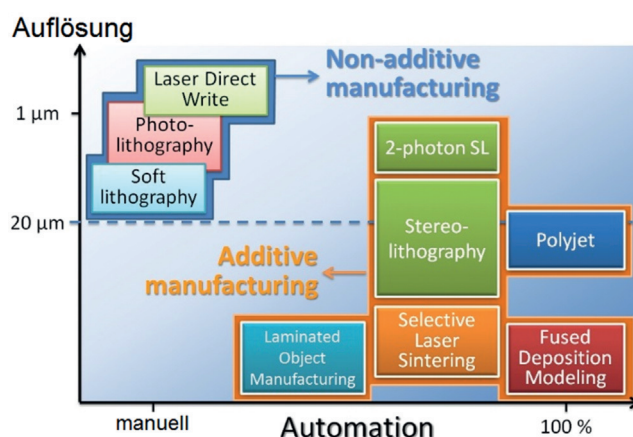 Auflösung
Non-additive
manufacturing
Laser Direct
Write
1 µm
Photo-
lithography
2-photon SL
Soft
lithography
20 µm
Stereo-
lithography
Polyjet
Additive
manufacturing
Laminated
Object
Manufacturing
Selective
Laser
Sintering
Fused
Deposition
Modeling
manuell
Automation
100 %